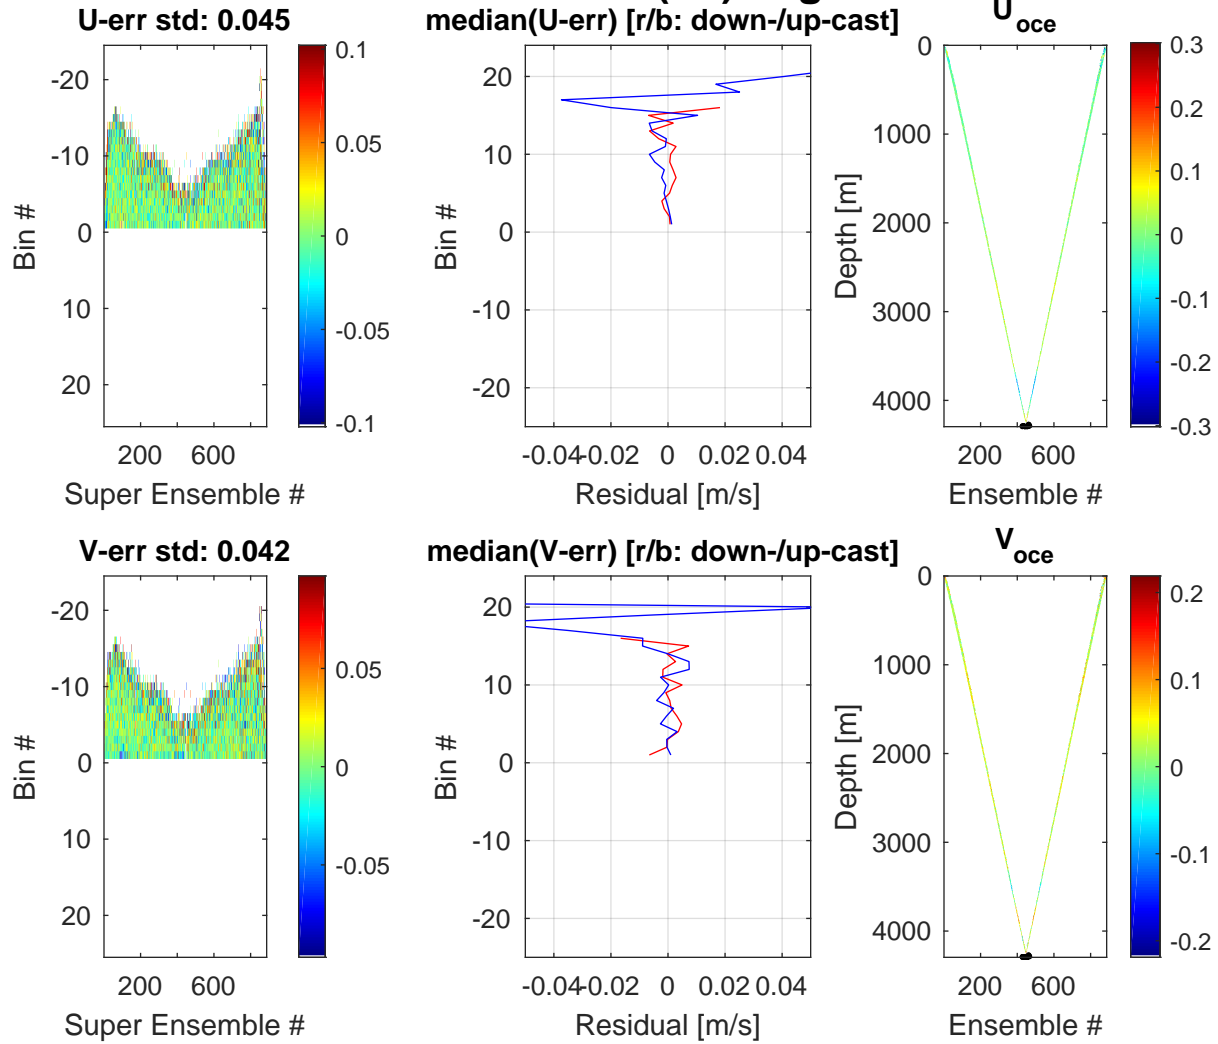 U-err std: 0.045
median(U-err) [r/b: down-/up-cast]
U oce
-20
-10
0
10
20
Bin #
200 600
Super Ensemble #
0.1
0.05
0
-0.05
-0.1
20
10
0
-10
-20
Bin #
-0.04 -0.02 0 0.02 0.04
Residual [m/s]
0
1000
2000
3000
4000
Depth [m]
200 600
Ensemble #
0.3
0.2
0.1
0
-0.1
-0.2
-0.3
V-err std: 0.042
median(V-err) [r/b: down-/up-cast]
V oce
-20
-10
0
10
20
Bin #
200 600
Super Ensemble #
0.05
0
-0.05
20
10
0
-10
-20
Bin #
-0.04 -0.02 0 0.02 0.04
Residual [m/s]
0
1000
2000
3000
4000
Depth [m]
200 600
Ensemble #
0.2
0.1
0
-0.1
-0.2